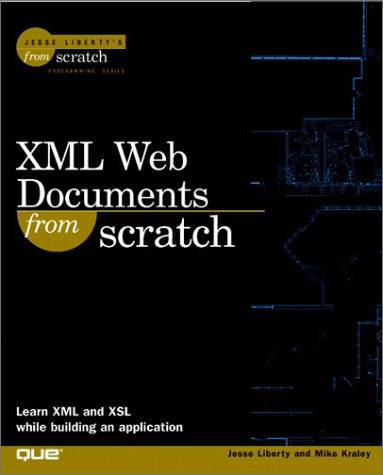 JESSE LIBERTY'S
from scratch
PROGRAMMING SERIES
XML Web
Documents
from scratch
Learn XML and XSL
while building an application
QUE
Jesse Liberty and Mike Kraley